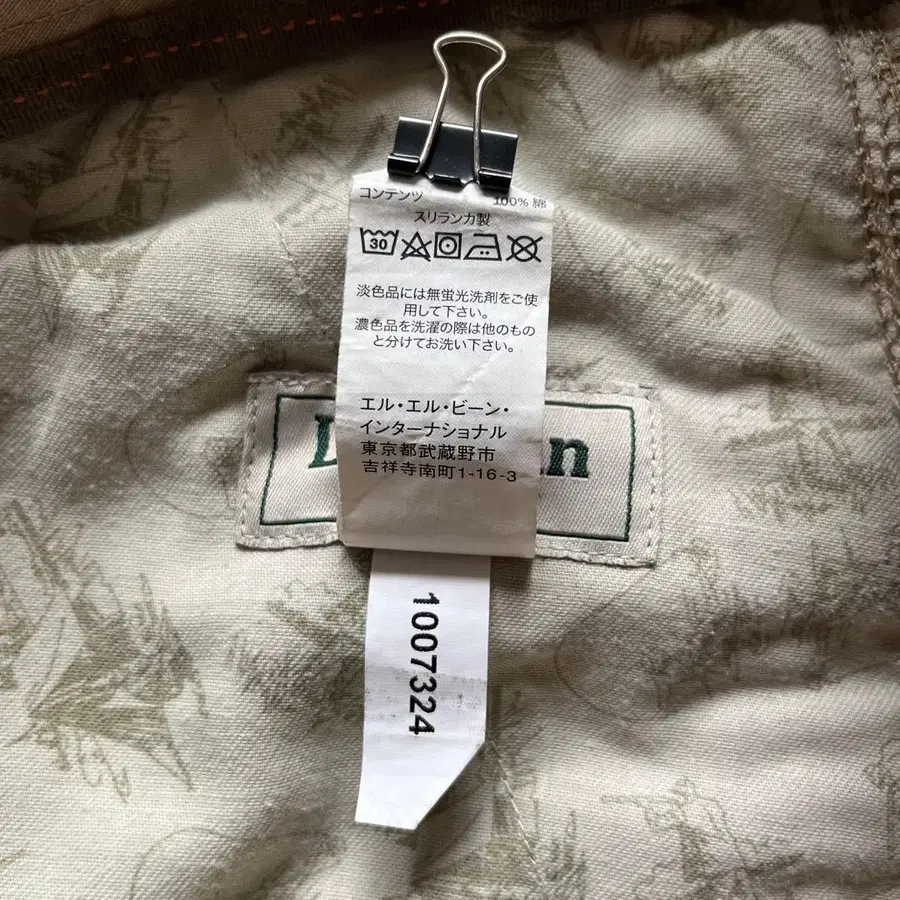 コンテンツ 100% 綿
スリランカ製
30
淡色品には無蛍光洗剤をご使
用して下さい。
濃色品を洗濯の際は他のもの
と分けてお洗い下さい。
エル・エル・ビーン・
インターナショナル
東京都武蔵野市
吉祥寺南町1-16-3
1007324